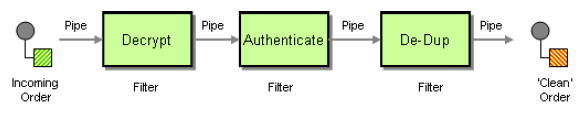 Pipe Pipe Pipe Pipe
Decrypt Authenticate De-Dup
Incoming
Order
Filter Filter Filter
'Clean'
Order